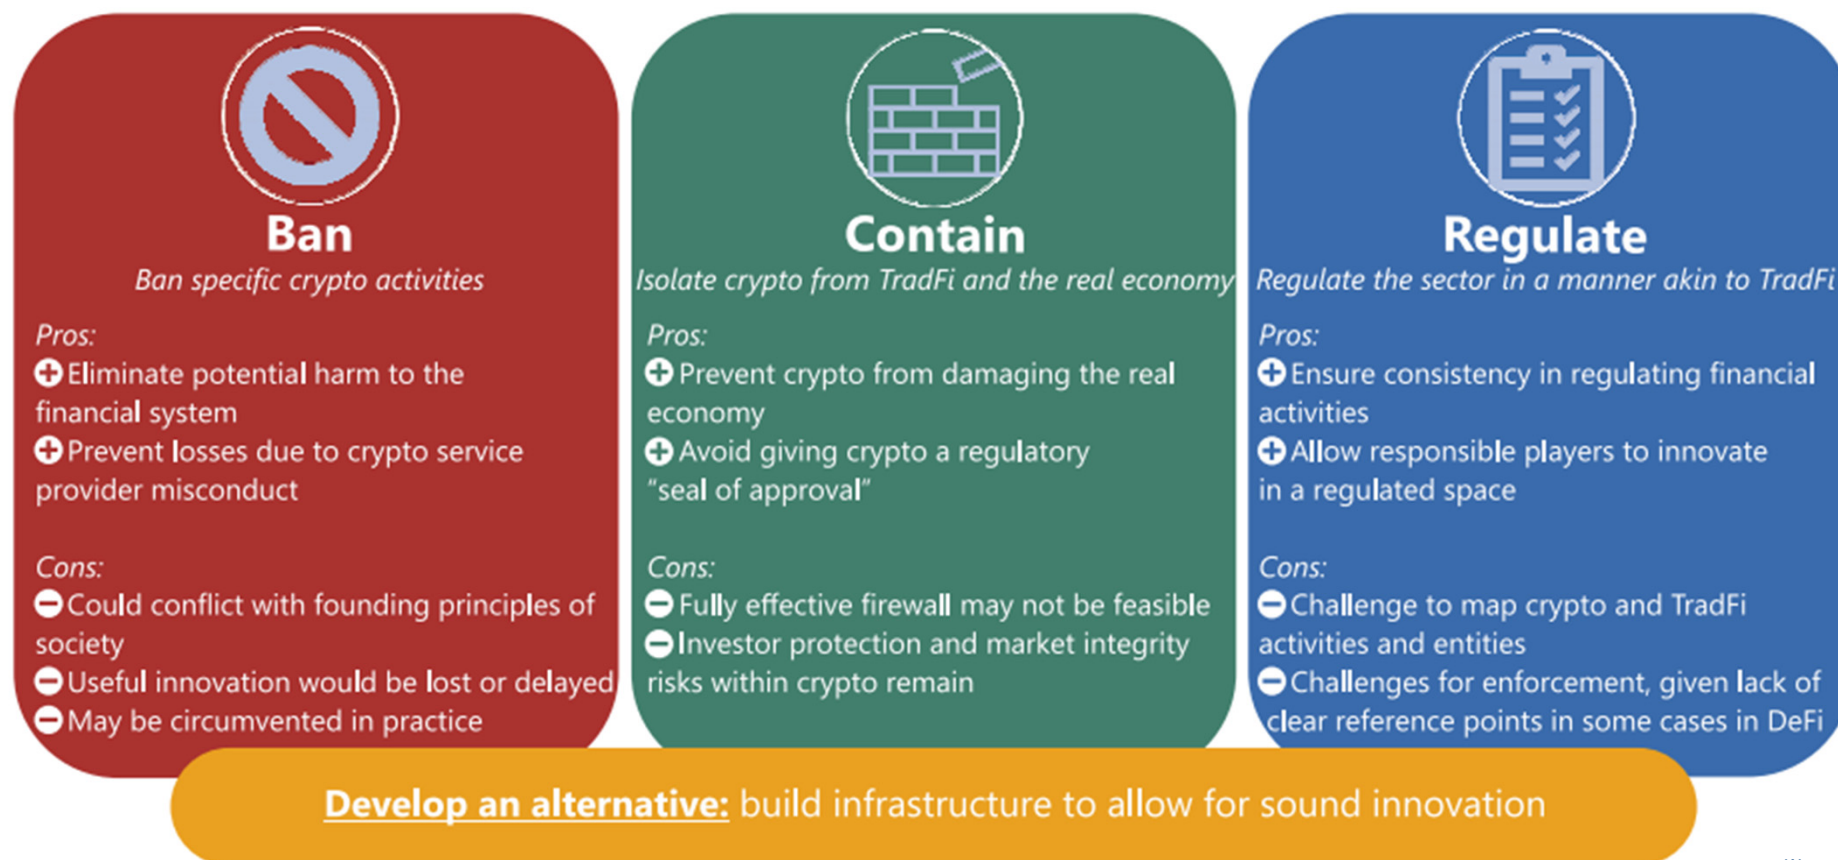 Ban
Ban specific crypto activities
Pros:
Eliminate potential harm to the
financial system
Prevent losses due to crypto service
provider misconduct
Cons:
Could conflict with founding principles of
society
Useful innovation would be lost or delayed
May be circumvented in practice
Contain
Isolate crypto from TradFi and the real economy
Pros:
Prevent crypto from damaging the real
economy
Avoid giving crypto a regulatory
“seal of approval”
Cons:
Fully effective firewall may not be feasible
Investor protection and market integrity
risks within crypto remain
Regulate
Regulate the sector in a manner akin to TradFi
Pros:
Ensure consistency in regulating financial
activities
Allow responsible players to innovate
in a regulated space
Cons:
Challenge to map crypto and TradFi
activities and entities
Challenges for enforcement, given lack of
clear reference points in some cases in DeFi
Develop an alternative: build infrastructure to allow for sound innovation